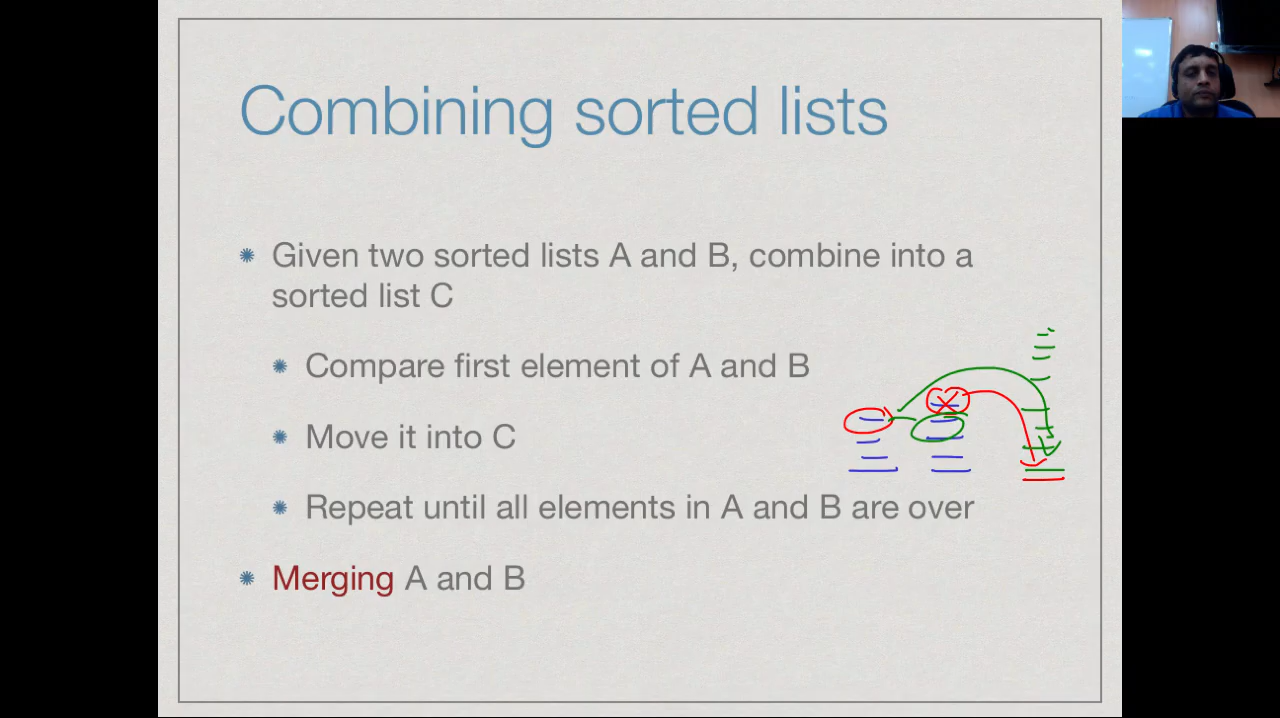 Combining sorted lists
Given two sorted lists A and B, combine into a
sorted list C
Compare first element of A and B
Move it into C
Repeat until all elements in A and B are over
Merging A and B